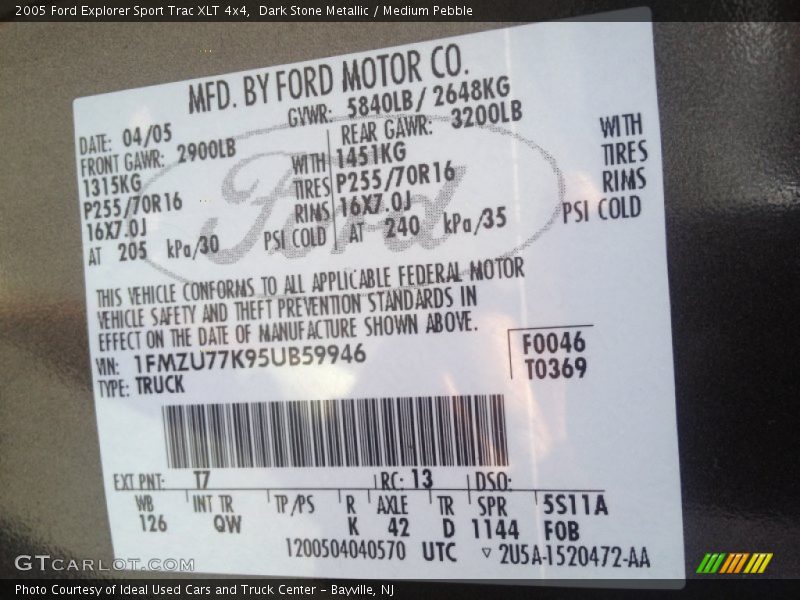 2005 Ford Explorer Sport Trac XLT 4x4,  Dark Stone Metallic / Medium Pebble
MFD. BY FORD MOTOR CO.
DATE: 04/05 GVWR: 5840LB/ 2648KG
FRONT GAWR: 2900LB REAR GAWR: 3200LB
1315KG WITH 1451KG WITH
P255/70R16 TIRES P255/70R16 TIRES
16X7.0J RINS 16X7.0J RIMS
AT 205 kPa/30 PSI COLD AT 240 kPa/35 PSI COLD
Ford
THIS VEHICLE CONFORMS TO ALL APPLICABLE FEDERAL MOTOR
VEHICLE SAFETY AND THEFT PREVENTION STANDARDS IN
EFFECT ON THE DATE OF MANUFACTURE SHOWN ABOVE.
VIN: 1FMZU77K95UB59946 F0046
TYPE: TRUCK T0369
EXT PNT: T7 RC: 13 DSO:
WB INT TR TP/PS R AXLE TR SPR 5S11A
126 QW K 42 D 1144 F0B
1200504040570 UTC ▽ 2U5A-1520472-AA
GTCARLOT.COM
Photo Courtesy of Ideal Used Cars and Truck Center - Bayville, NJ